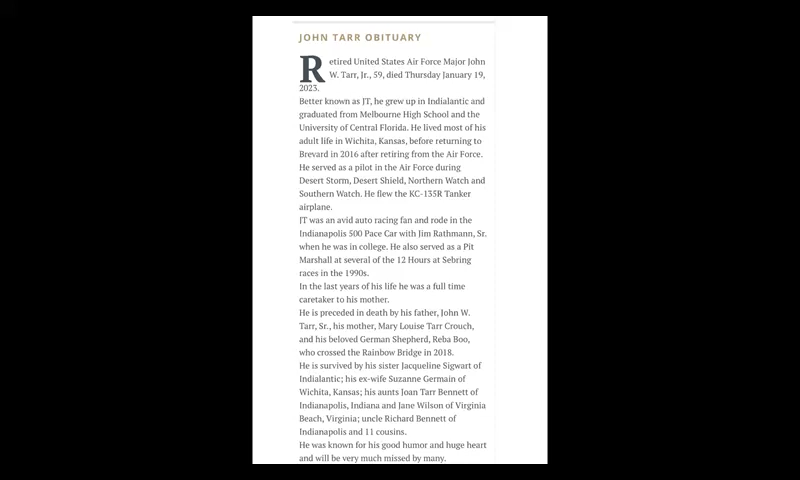 JOHN TARR OBITUARY
Retired United States Air Force Major John
W. Tarr, Jr., 59, died Thursday January 19,
2023.
Better known as JT, he grew up in Indialantic and
graduated from Melbourne High School and the
University of Central Florida. He lived most of his
adult life in Wichita, Kansas, before returning to
Brevard in 2016 after retiring from the Air Force.
He served as a pilot in the Air Force during
Desert Storm, Desert Shield, Northern Watch and
Southern Watch. He flew the KC-135R Tanker
airplane.
JT was an avid auto racing fan and rode in the
Indianapolis 500 Pace Car with Jim Rathmann, Sr.
when he was in college. He also served as a Pit
Marshall at several of the 12 Hours at Sebring
races in the 1990s.
In the last years of his life he was a full time
caretaker to his mother.
He is preceded in death by his father, John W.
Tarr, Sr., his mother, Mary Louise Tarr Crouch,
and his beloved German Shepherd, Reba Boo,
who crossed the Rainbow Bridge in 2018.
He is survived by his sister Jacqueline Sigwart of
Indialantic; his ex-wife Suzanne Germain of
Wichita, Kansas; his aunts Joan Tarr Bennett of
Indianapolis, Indiana and Jane Wilson of Virginia
Beach, Virginia; uncle Richard Bennett of
Indianapolis and 11 cousins.
He was known for his good humor and huge heart
and will be very much missed by many.